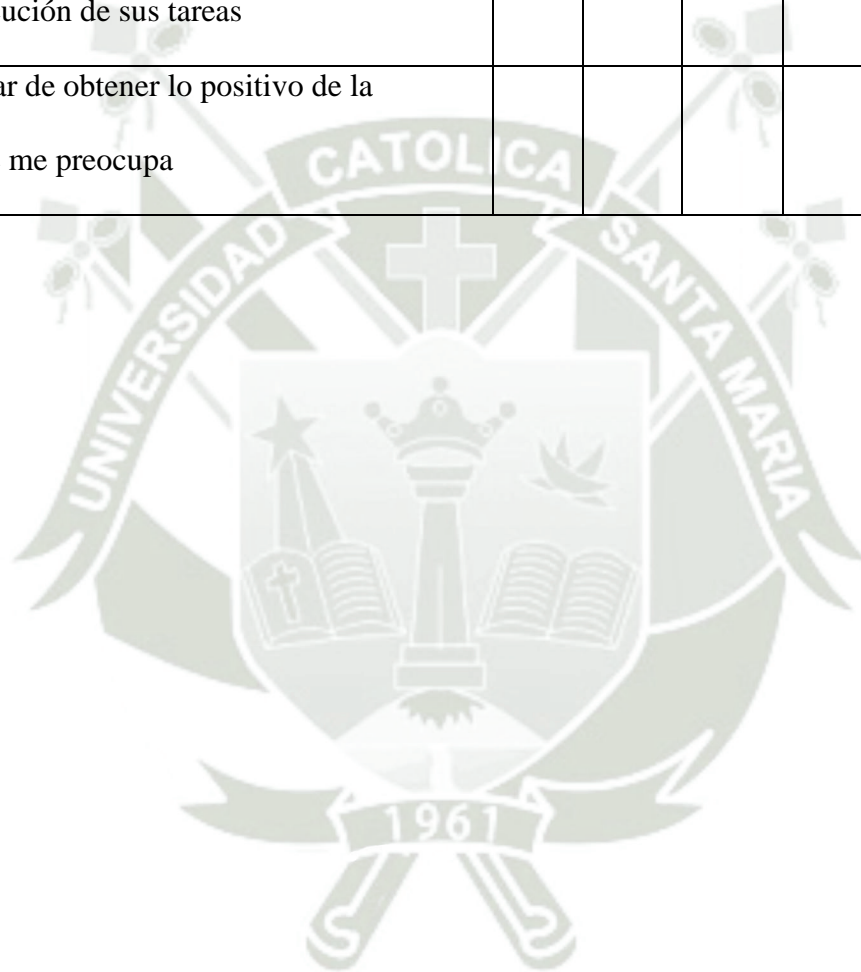 ución de sus tareas
ar de obtener lo positivo de la
me preocupa
UNIVERSIDAD CATOLICA SANTA MARIA
1961